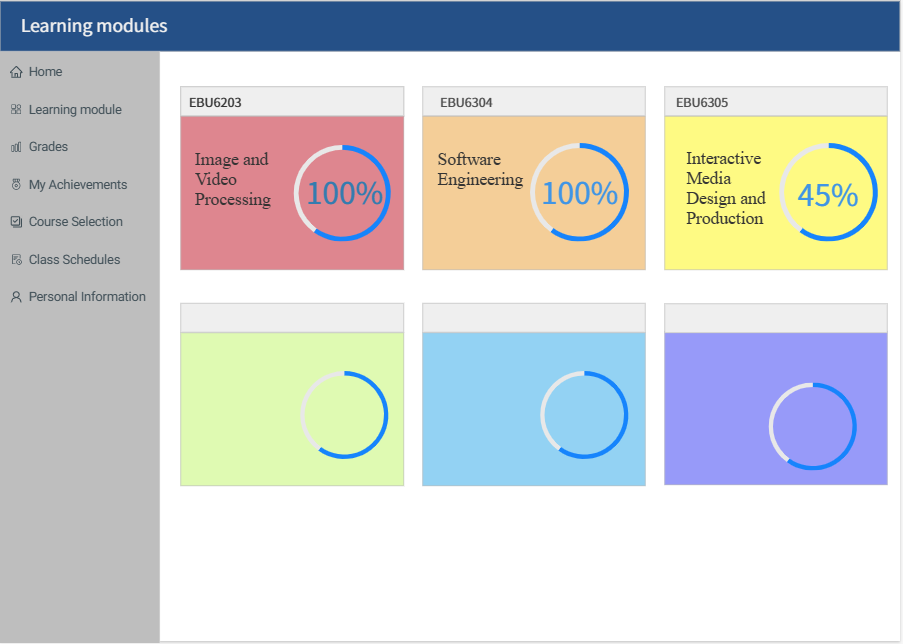 Learning modules
Home
Learning module
Grades
My Achievements
Course Selection
Class Schedules
Personal Information
EBU6203
Image and
Video
Processing
100%
EBU6304
Software
Engineering
100%
EBU6305
Interactive
Media
Design and
Production
45%